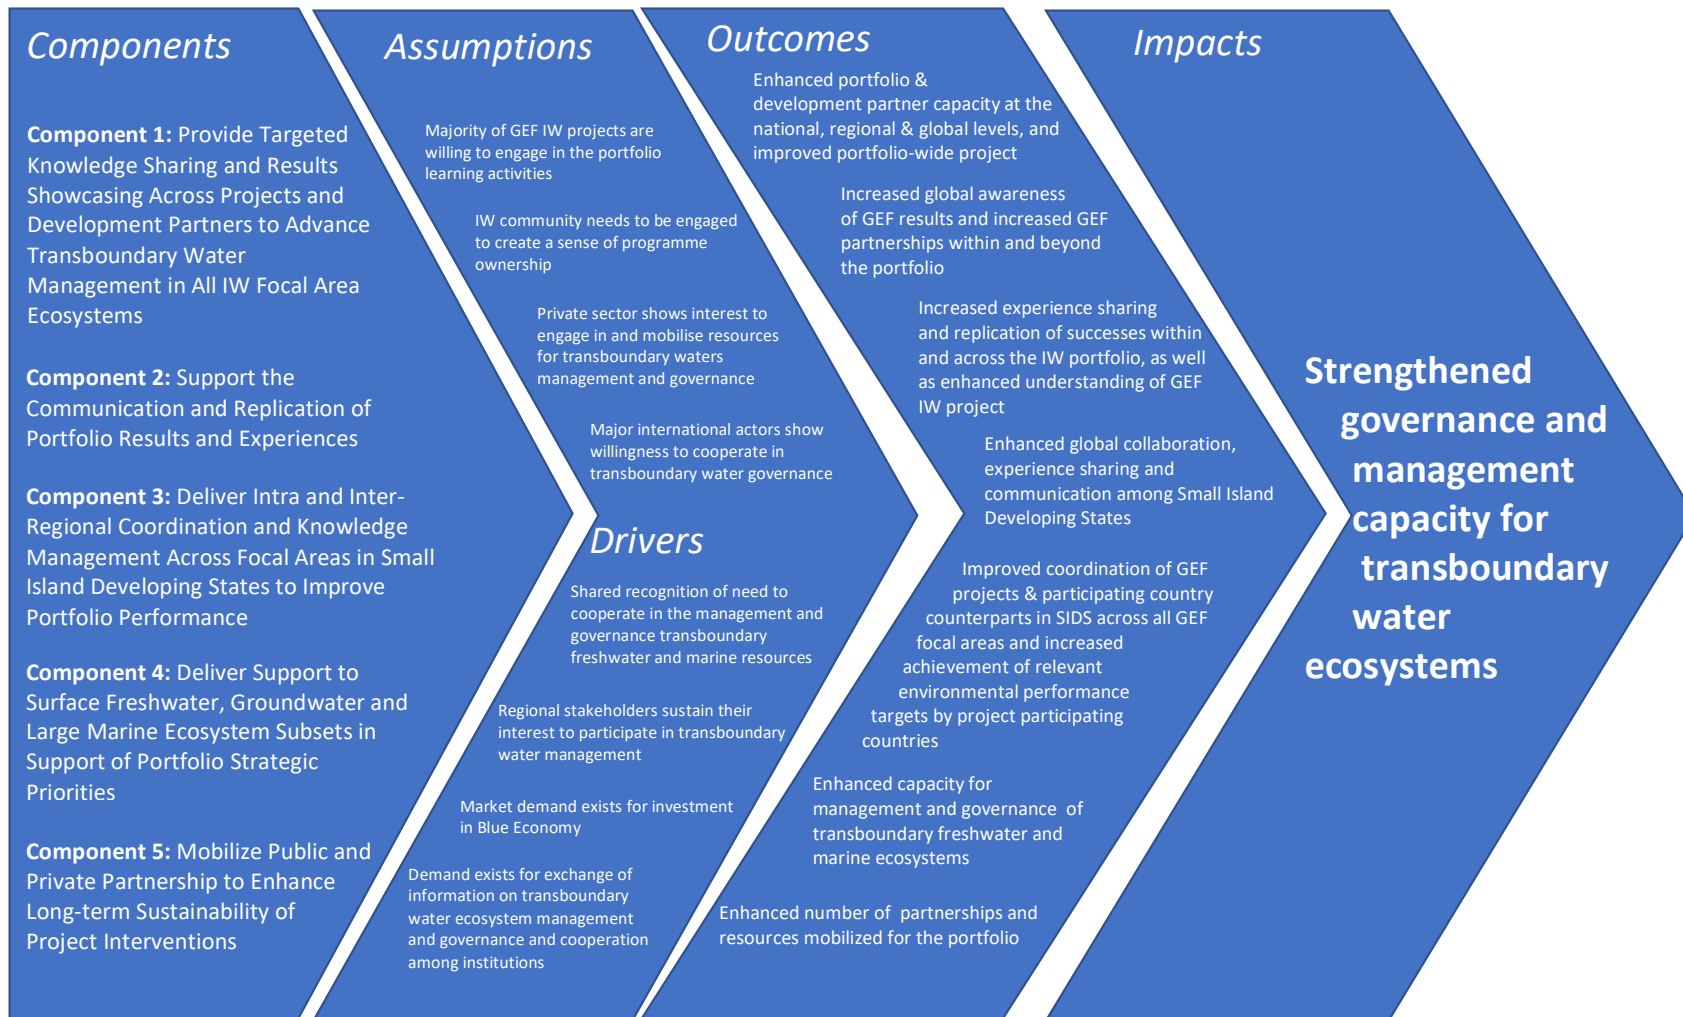 Components
Component 1: Provide Targeted
Knowledge Sharing and Results
Showcasing Across Projects and
Development Partners to Advance
Transboundary Water
Management in All IW Focal Area
Ecosystems
Component 2: Support the
Communication and Replication of
Portfolio Results and Experiences
Component 3: Deliver Intra and Inter-
Regional Coordination and Knowledge
Management Across Focal Areas in Small
Island Developing States to Improve
Portfolio Performance
Component 4: Deliver Support to
Surface Freshwater, Groundwater and
Large Marine Ecosystem Subsets in
Support of Portfolio Strategic
Priorities
Component 5: Mobilize Public and
Private Partnership to Enhance
Long-term Sustainability of
Project Interventions
Assumptions
Majority of GEF IW projects are
willing to engage in the portfolio
learning activities
IW community needs to be engaged
to create a sense of programme
ownership
Private sector shows interest to
engage in and mobilise resources
for transboundary waters
management and governance
Major international actors show
willingness to cooperate in
transboundary water governance
Drivers
Shared recognition of need to
cooperate in the management and
governance transboundary
freshwater and marine resources
Regional stakeholders sustain their
interest to participate in transboundary
water management
Market demand exists for investment
in Blue Economy
Demand exists for exchange of
information on transboundary
water ecosystem management
and governance and cooperation
among institutions
Outcomes
Enhanced portfolio &
development partner capacity at the
national, regional & global levels, and
improved portfolio-wide project
Increased global awareness
of GEF results and increased GEF
partnerships within and beyond
the portfolio
Increased experience sharing
and replication of successes within
and across the IW portfolio, as well
as enhanced understanding of GEF
IW project
Enhanced global collaboration,
experience sharing and
communication among Small Island
Developing States
Improved coordination of GEF
projects & participating country
counterparts in SIDS across all GEF
focal areas and increased
achievement of relevant
environmental performance
targets by project participating
countries
Enhanced capacity for
management and governance of
transboundary freshwater and
marine ecosystems
Enhanced number of partnerships and
resources mobilized for the portfolio
Impacts
Strengthened
governance and
management
capacity for
transboundary
water
ecosystems